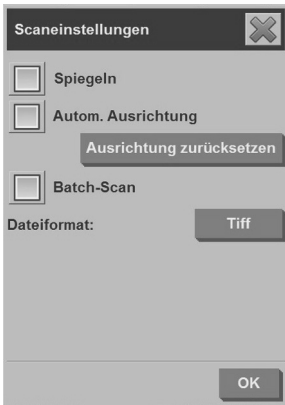 Scaneinstellungen
Spiegeln
Autom. Ausrichtung
Ausrichtung zurücksetzen
Batch-Scan
Dateiformat: Tiff
OK